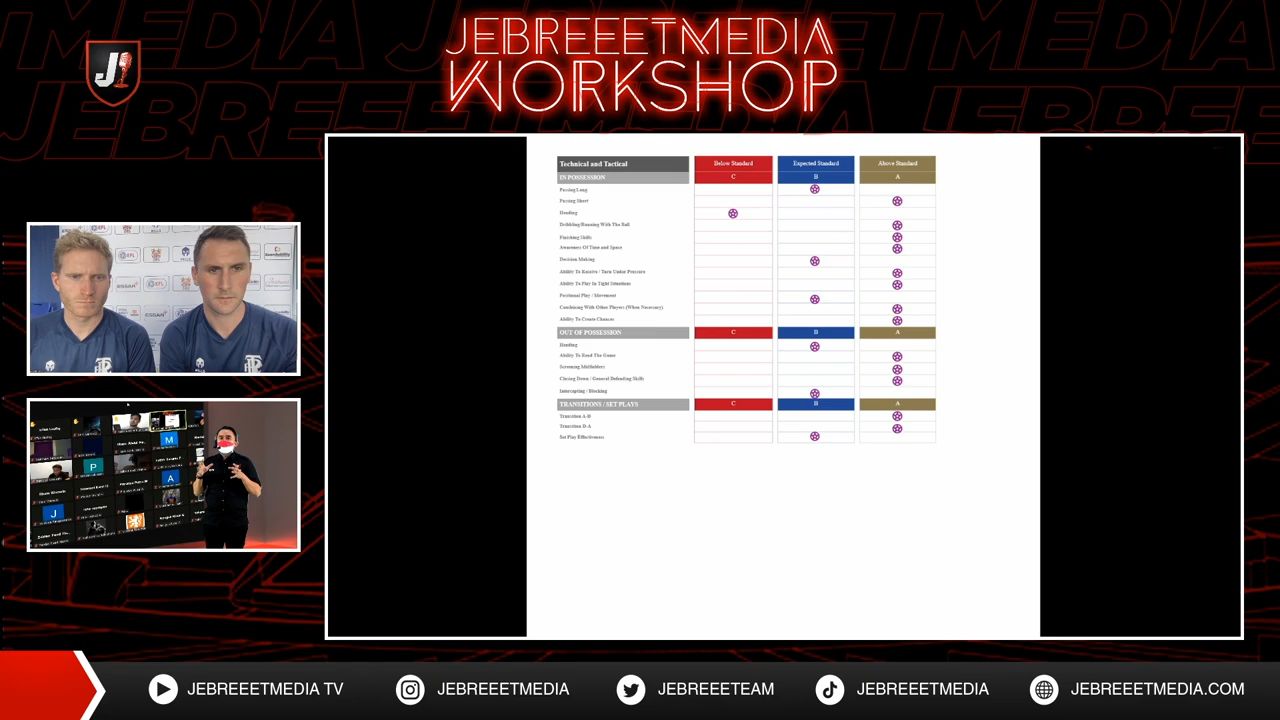 JEBREEETMEDIA
WORKSHOP
Technical and Tactical
Below Standard
Expected Standard
Above Standard
IN POSSESSION
C
B
A
Passing Long
Passing Short
Heading
Dribbling/Running With The Ball
Finishing Skills
Awareness Of Time and Space
Decision Making
Ability To Receive / Turn Under Pressure
Ability To Play In Tight Situations
Positional Play / Movement
Combining With Other Players (When Necessary)
Ability To Create Chances
OUT OF POSSESSION
C
B
A
Heading
Ability To Read The Game
Screening Midfielders
Closing Down / General Defending Skills
Intercepting / Blocking
TRANSITIONS / SET PLAYS
C
B
A
Transition A-D
Transition D-A
Set Play Effectiveness
EFL
M
P
A
J
JEBREEETMEDIA TV
JEBREEETMEDIA
JEBREEETEAM
JEBREEETMEDIA
JEBREEETMEDIA.COM